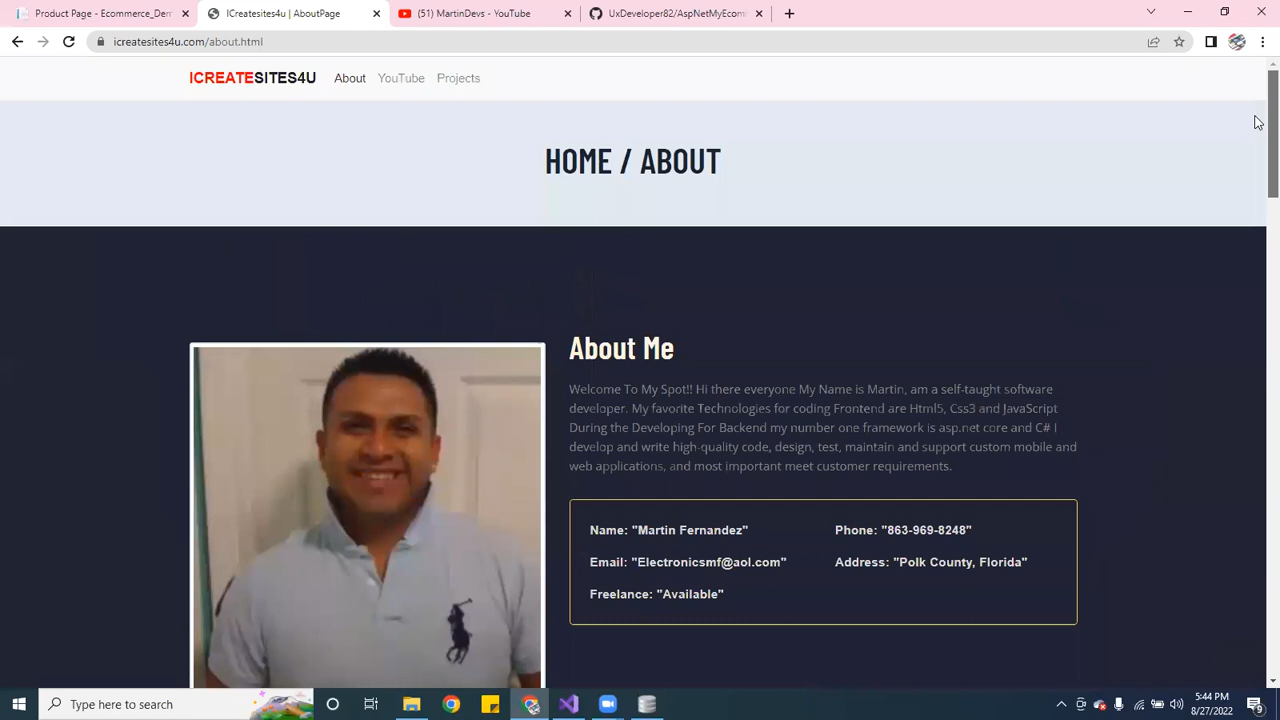 Product Page - Ecommerce_Dem
ICreatesites4u | AboutPage
(51) MartinDevs - YouTube
UxDeveloper82/AspNetMyEcom
icreatesites4u.com/about.html
ICREATESITES4U About YouTube Projects
HOME / ABOUT
About Me
Welcome To My Spot!! Hi there everyone My Name is Martin, am a self-taught software
developer. My favorite Technologies for coding Frontend are Html5, Css3 and JavaScript
During the Developing For Backend my number one framework is asp.net core and C# I
develop and write high-quality code, design, test, maintain and support custom mobile and
web applications, and most important meet customer requirements.
Name: "Martin Fernandez" Phone: "863-969-8248"
Email: "Electronicsmf@aol.com" Address: "Polk County, Florida"
Freelance: "Available"
Type here to search
5:44 PM
8/27/2022